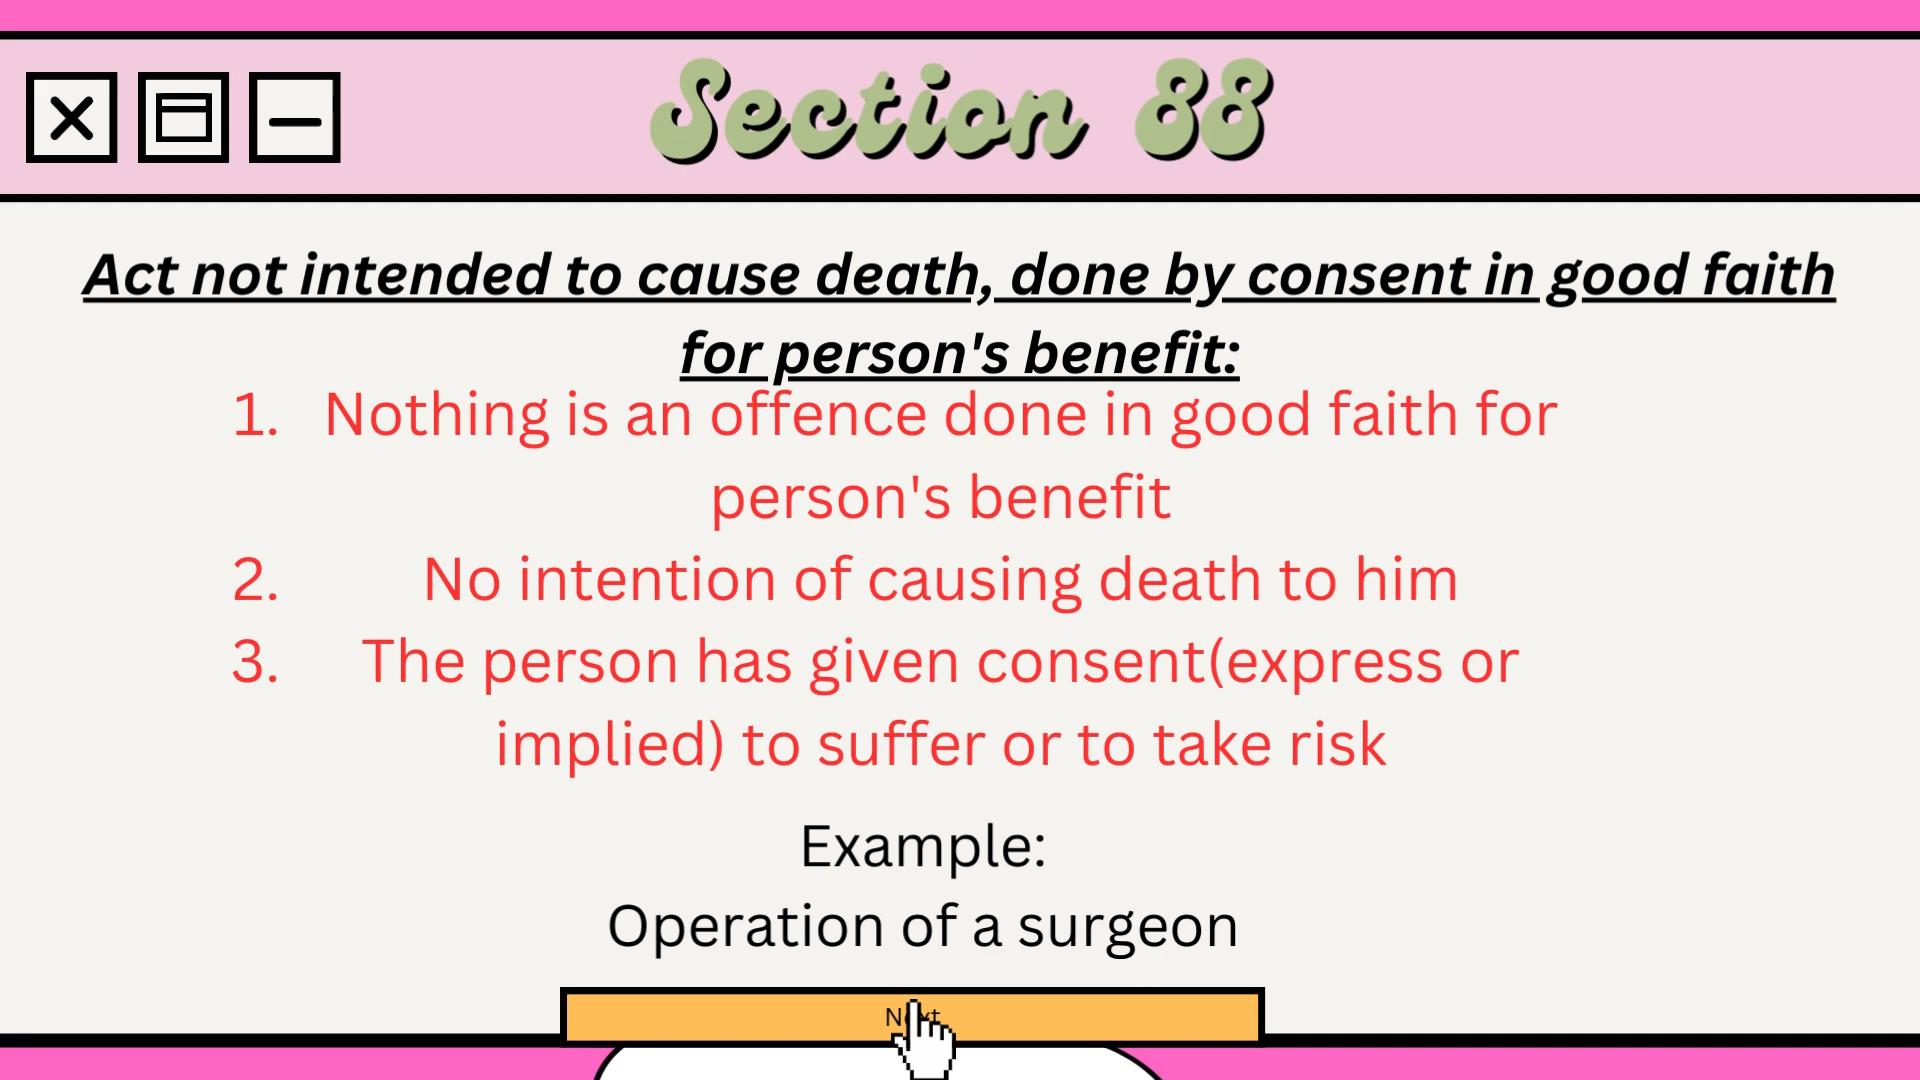 Section 88
Act not intended to cause death, done by consent in good faith
for person's benefit:
1. Nothing is an offence done in good faith for
person's benefit
2. No intention of causing death to him
3. The person has given consent(express or
implied) to suffer or to take risk
Example:
Operation of a surgeon
Next